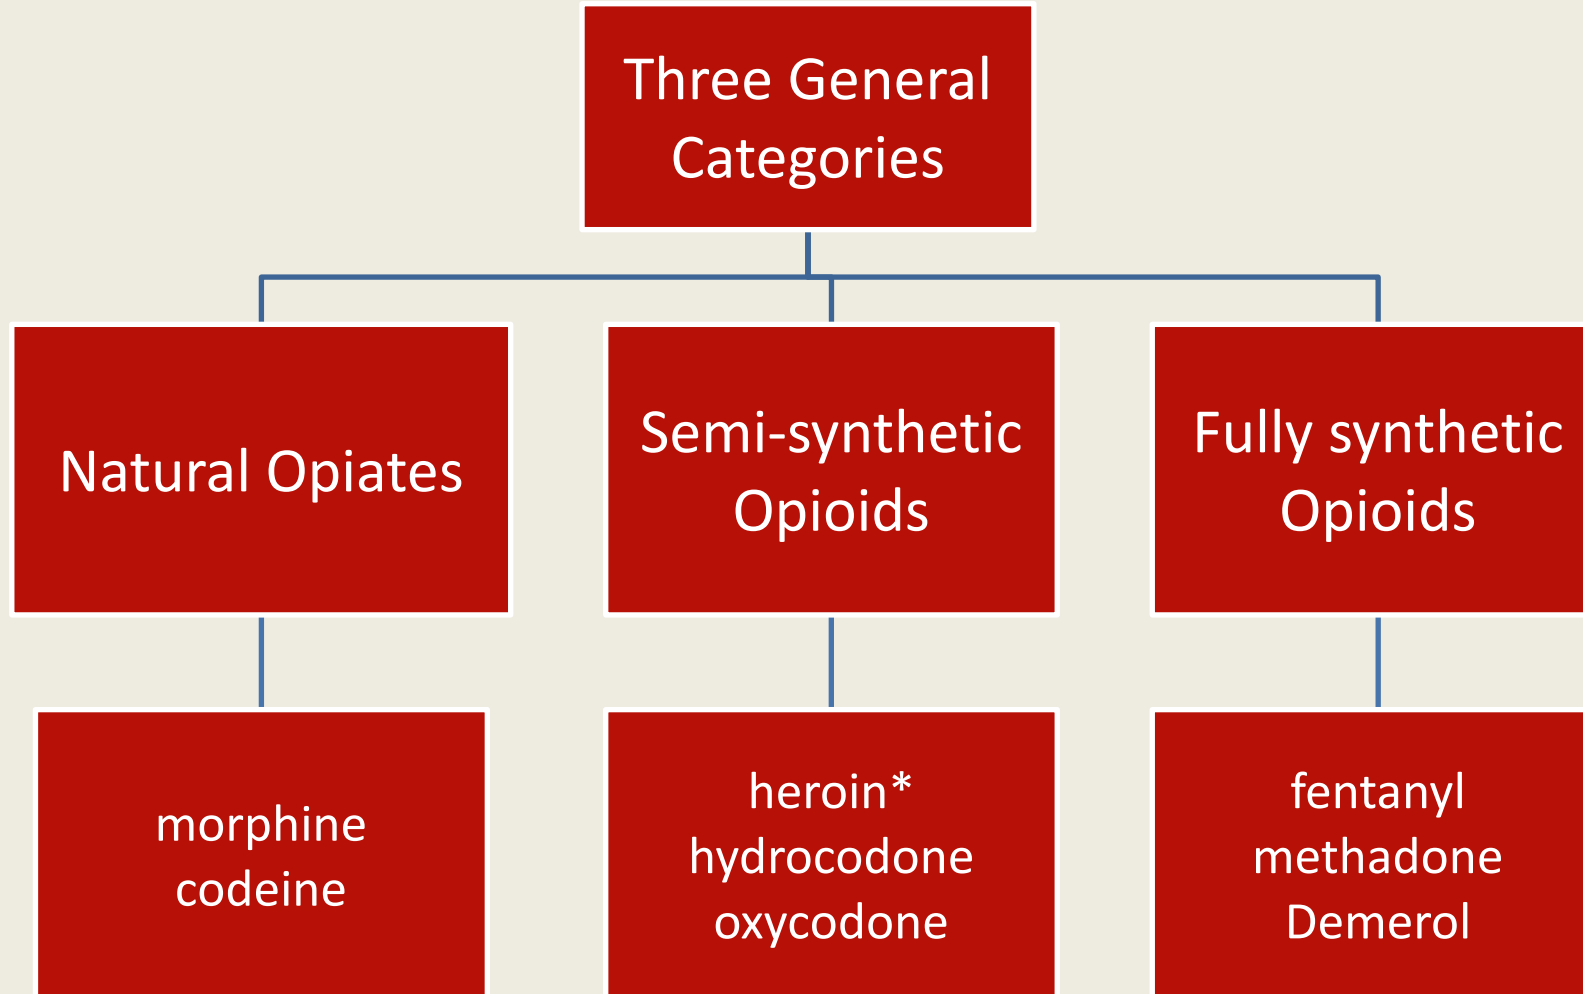 Three General
Categories
Natural Opiates
Semi-synthetic
Opioids
Fully synthetic
Opioids
morphine
codeine
heroin*
hydrocodone
oxycodone
fentanyl
methadone
Demerol